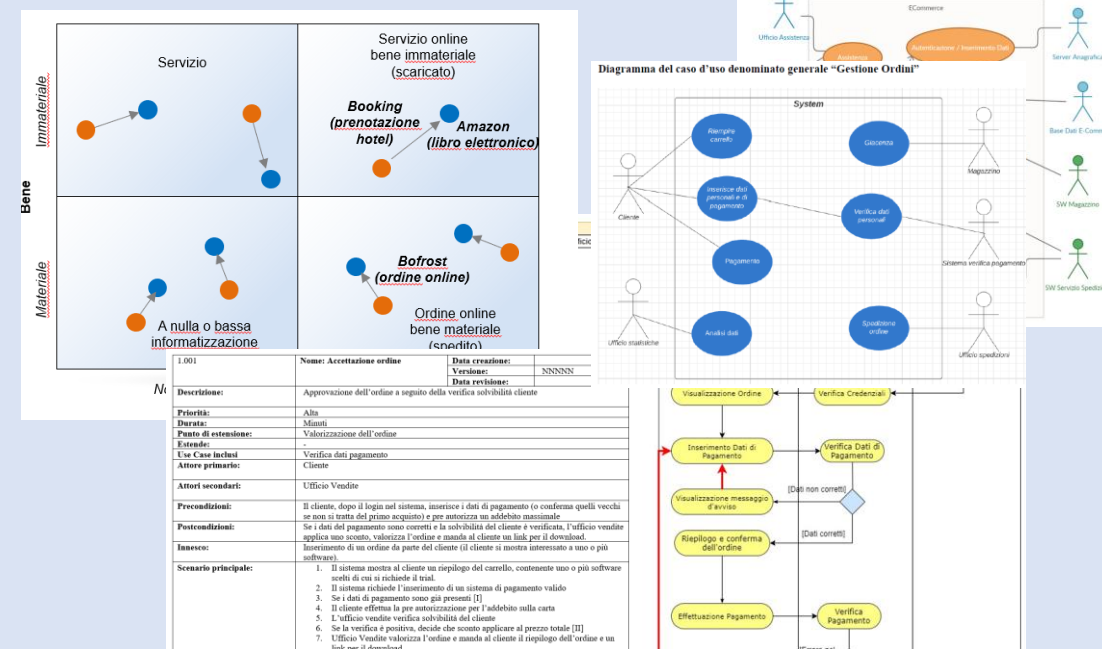 Servizio
Servizio online
bene immateriale
(scaricato)
Booking
(prenotazione
hotel)
Amazon
(libro elettronico)
Immateriale
Bene
Materiale
Bofrost
(ordine online)
A nulla o bassa
informatizzazione
Ordine online
bene materiale
(spedito)
ECommerce
Ufficio Assistenza
Assistenza
Autenticazione / Inserimento Dati
Server Anagrafica
Base Dati E-Comm
SW Magazzino
SW Servizio Spediz
Diagramma del caso d’uso denominato generale “Gestione Ordini”
System
Riempire
carrello
Giacenza
Magazzino
Cliente
Inserisce dati
personali e di
pagamento
Verifica dati
personali
Pagamento
Sistema verifica pagamento
Ufficio statistiche
Analisi dati
Spedizione
ordine
Ufficio spedizioni
1.001
Nome: Accettazione ordine
Data creazione:
Versione:
NNNNN
Data revisione:
Descrizione:
Approvazione dell’ordine a seguito della verifica solvibilità cliente
Priorità:
Alta
Durata:
Minuti
Punto di estensione:
Valorizzazione dell’ordine
Estende:
-
Use Case inclusi
Verifica dati pagamento
Attore primario:
Cliente
Attori secondari:
Ufficio Vendite
Precondizioni:
Il cliente, dopo il login nel sistema, inserisce i dati di pagamento (o conferma quelli vecchi
se non si tratta del primo acquisto) e pre autorizza un addebito massimale
Postcondizioni:
Se i dati del pagamento sono corretti e la solvibilità del cliente è verificata, l’ufficio vendite
applica uno sconto, valorizza l’ordine e manda al cliente un link per il download.
Innesco:
Inserimento di un ordine da parte del cliente (il cliente si mostra interessato a uno o più
software).
Scenario principale:
1. Il sistema mostra al cliente un riepilogo del carrello, contenente uno o più software
scelti di cui si richiede il trial.
2. Il sistema richiede l’inserimento di un sistema di pagamento valido
3. Se i dati di pagamento sono già presenti [I]
4. Il cliente effettua la pre autorizzazione per l’addebito sulla carta
5. L’ufficio vendite verifica solvibilità del cliente
6. Se la verifica è positiva, decide che sconto applicare al prezzo totale [II]
7. Ufficio Vendite valorizza l’ordine e manda al cliente il riepilogo dell’ordine e un
link per il download
Visualizzazione Ordine
Verifica Credenziali
Inserimento Dati di
Pagamento
Verifica Dati di
Pagamento
Visualizzazione messaggio
d'avviso
[Dati non corretti]
[Dati corretti]
Riepilogo e conferma
dell'ordine
Effettuazione Pagamento
Verifica
Pagamento